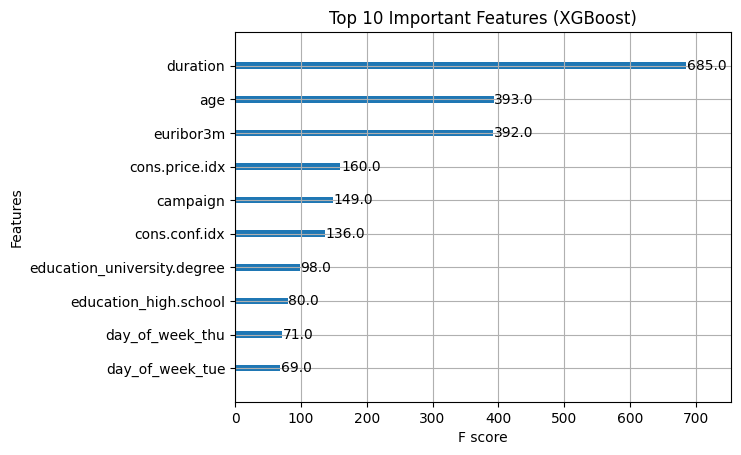 Top 10 Important Features (XGBoost)
Features
duration 685.0
age 393.0
euribor3m 392.0
cons.price.idx 160.0
campaign 149.0
cons.conf.idx 136.0
education_university.degree 98.0
education_high.school 80.0
day_of_week_thu 71.0
day_of_week_tue 69.0
0 100 200 300 400 500 600 700
F score